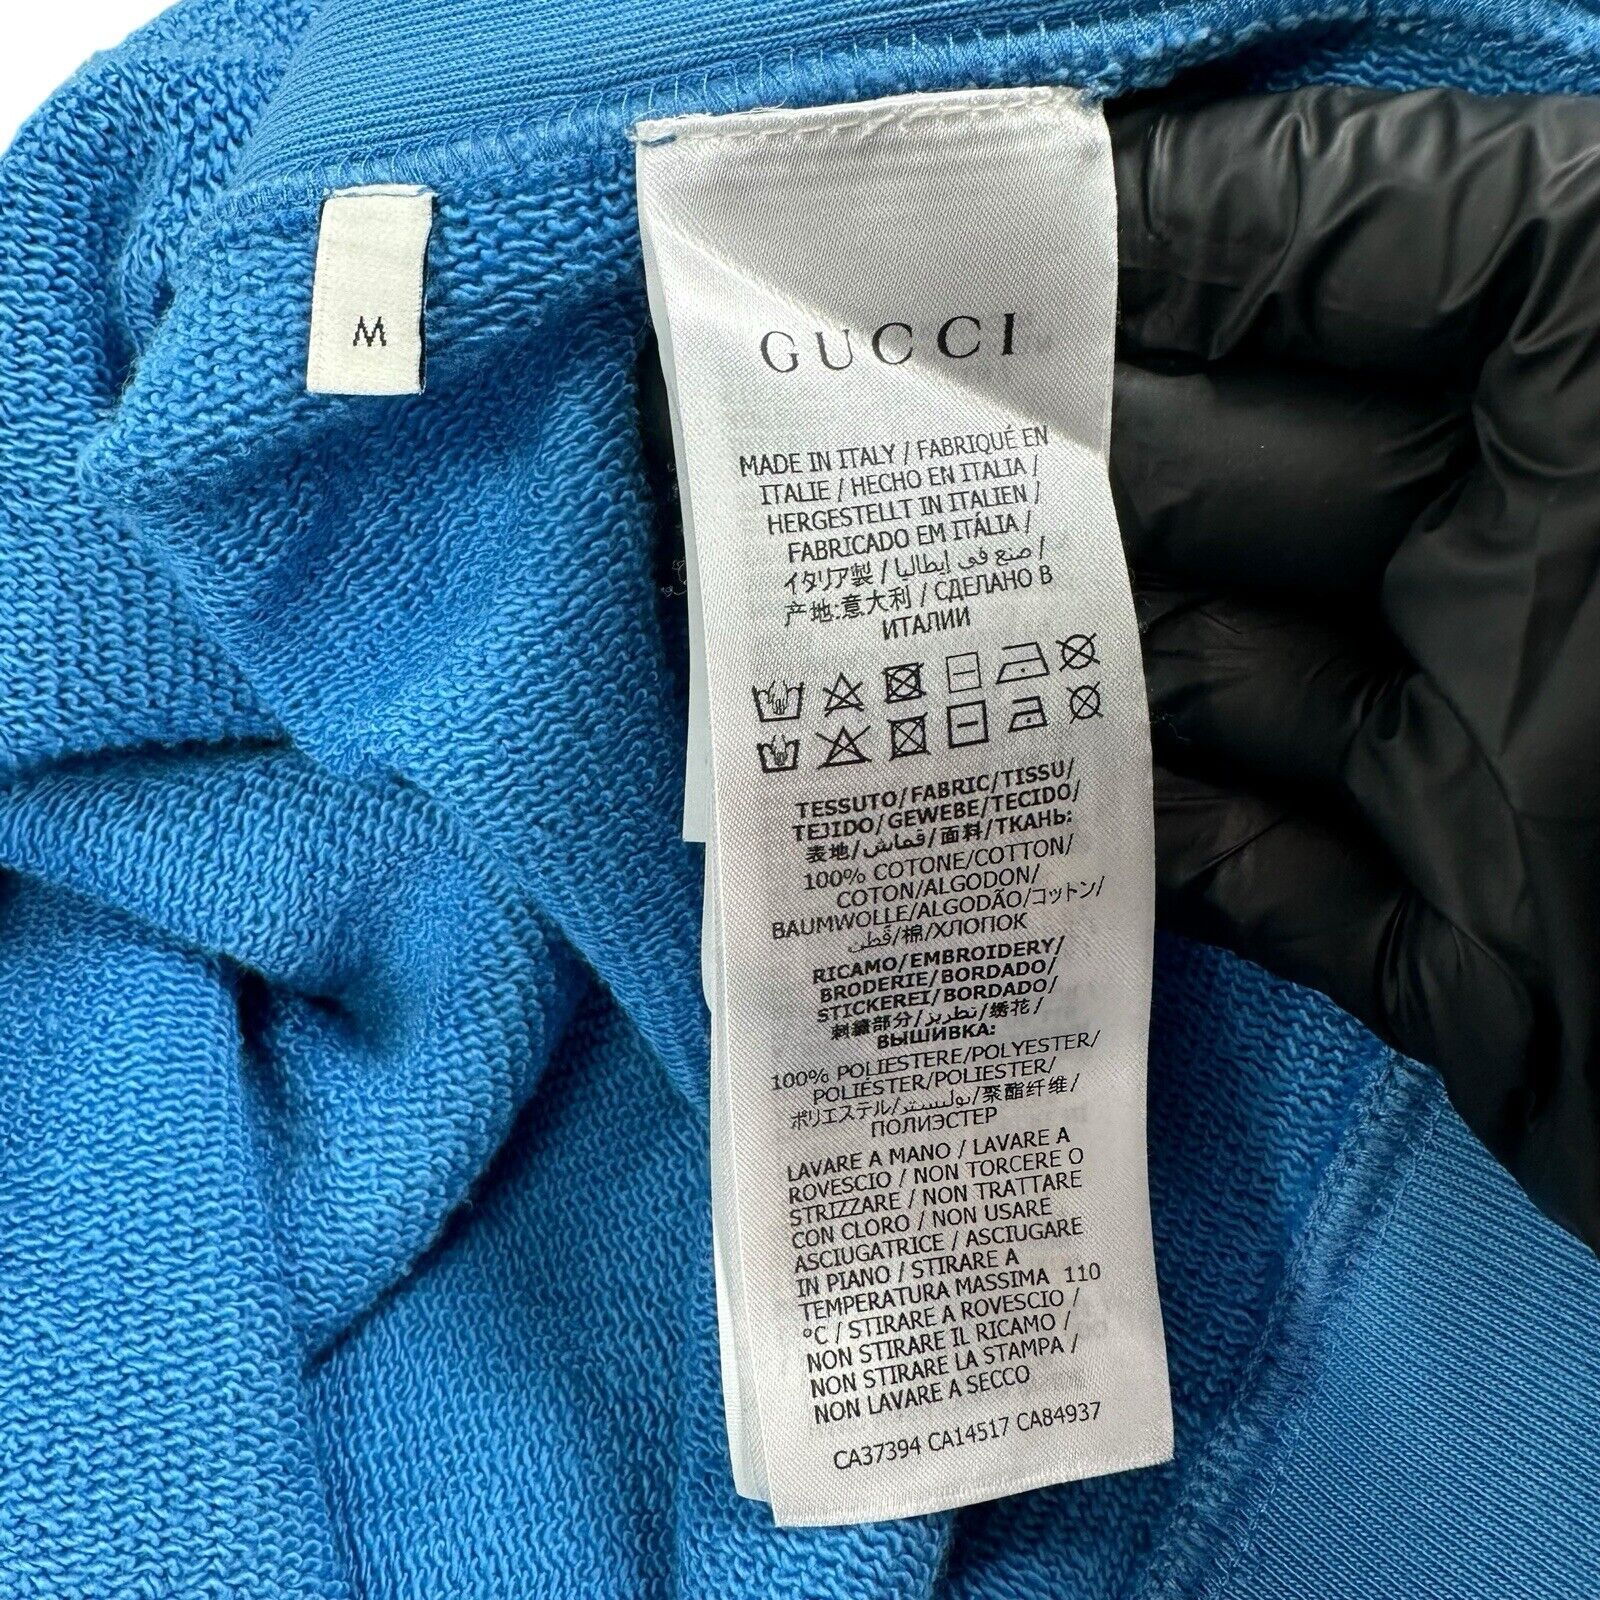 M
GUCCI
MADE IN ITALY / FABRIQUÉ EN
ITALIE / HECHO EN ITALIA /
HERGESTELLT IN ITALIEN /
FABRICADO EM ITÁLIA /
イタリア製 / صنع في إيطاليا /
产地:意大利 / СДЕЛАНО В
ИТАЛИИ
TESSUTO/FABRIC/TISSU/
TEJIDO/GEWEBE/TECIDO/
表地/قماش/面料/ТКАНЬ:
100% COTONE/COTTON/
COTON/ALGODON/
BAUMWOLLE/ALGODÃO/コットン/
قطن/棉/ХЛОПОК
RICAMO/EMBROIDERY/
BRODERIE/BORDADO/
STICKEREI/BORDADO/
刺繍部分/تطريز/绣花/
ВЫШИВКА:
100% POLIESTERE/POLYESTER/
POLIÉSTER/POLIESTER/
ポリエステル/بوليستر/聚酯纤维/
ПОЛИЭСТЕР
LAVARE A MANO / LAVARE A
ROVESCIO / NON TORCERE O
STRIZZARE / NON TRATTARE
CON CLORO / NON USARE
ASCIUGATRICE / ASCIUGARE
IN PIANO / STIRARE A
TEMPERATURA MASSIMA 110
°C / STIRARE A ROVESCIO /
NON STIRARE IL RICAMO /
NON STIRARE LA STAMPA /
NON LAVARE A SECCO
CA37394 CA14517 CA84937